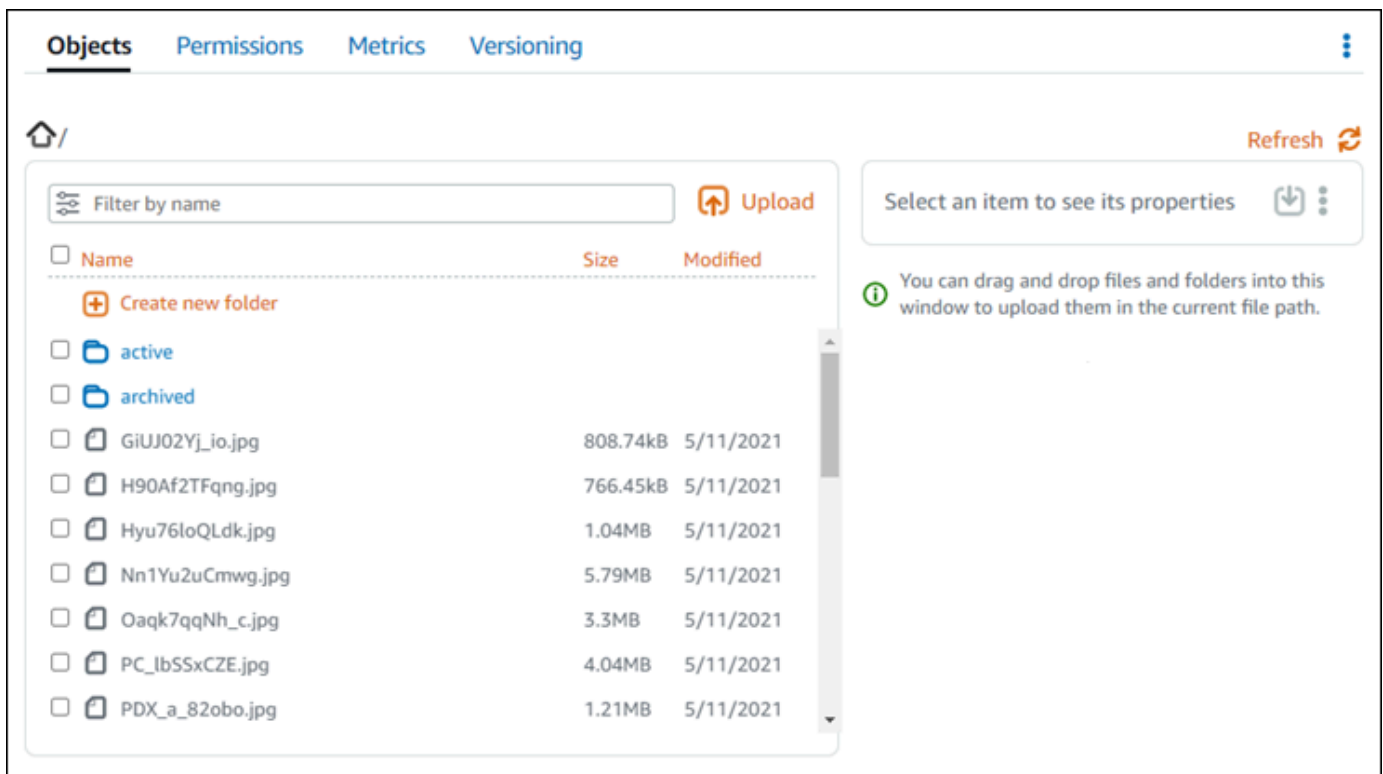 Objects Permissions Metrics Versioning
/
Refresh
Filter by name Upload
Name Size Modified
Create new folder
active
archived
GiUJ02Yj_io.jpg 808.74kB 5/11/2021
H90Af2TFqng.jpg 766.45kB 5/11/2021
Hyu76loQLdk.jpg 1.04MB 5/11/2021
Nn1Yu2uCmwg.jpg 5.79MB 5/11/2021
Oaqk7qqNh_c.jpg 3.3MB 5/11/2021
PC_lbSSxCZE.jpg 4.04MB 5/11/2021
PDX_a_82obo.jpg 1.21MB 5/11/2021
Select an item to see its properties
You can drag and drop files and folders into this
window to upload them in the current file path.